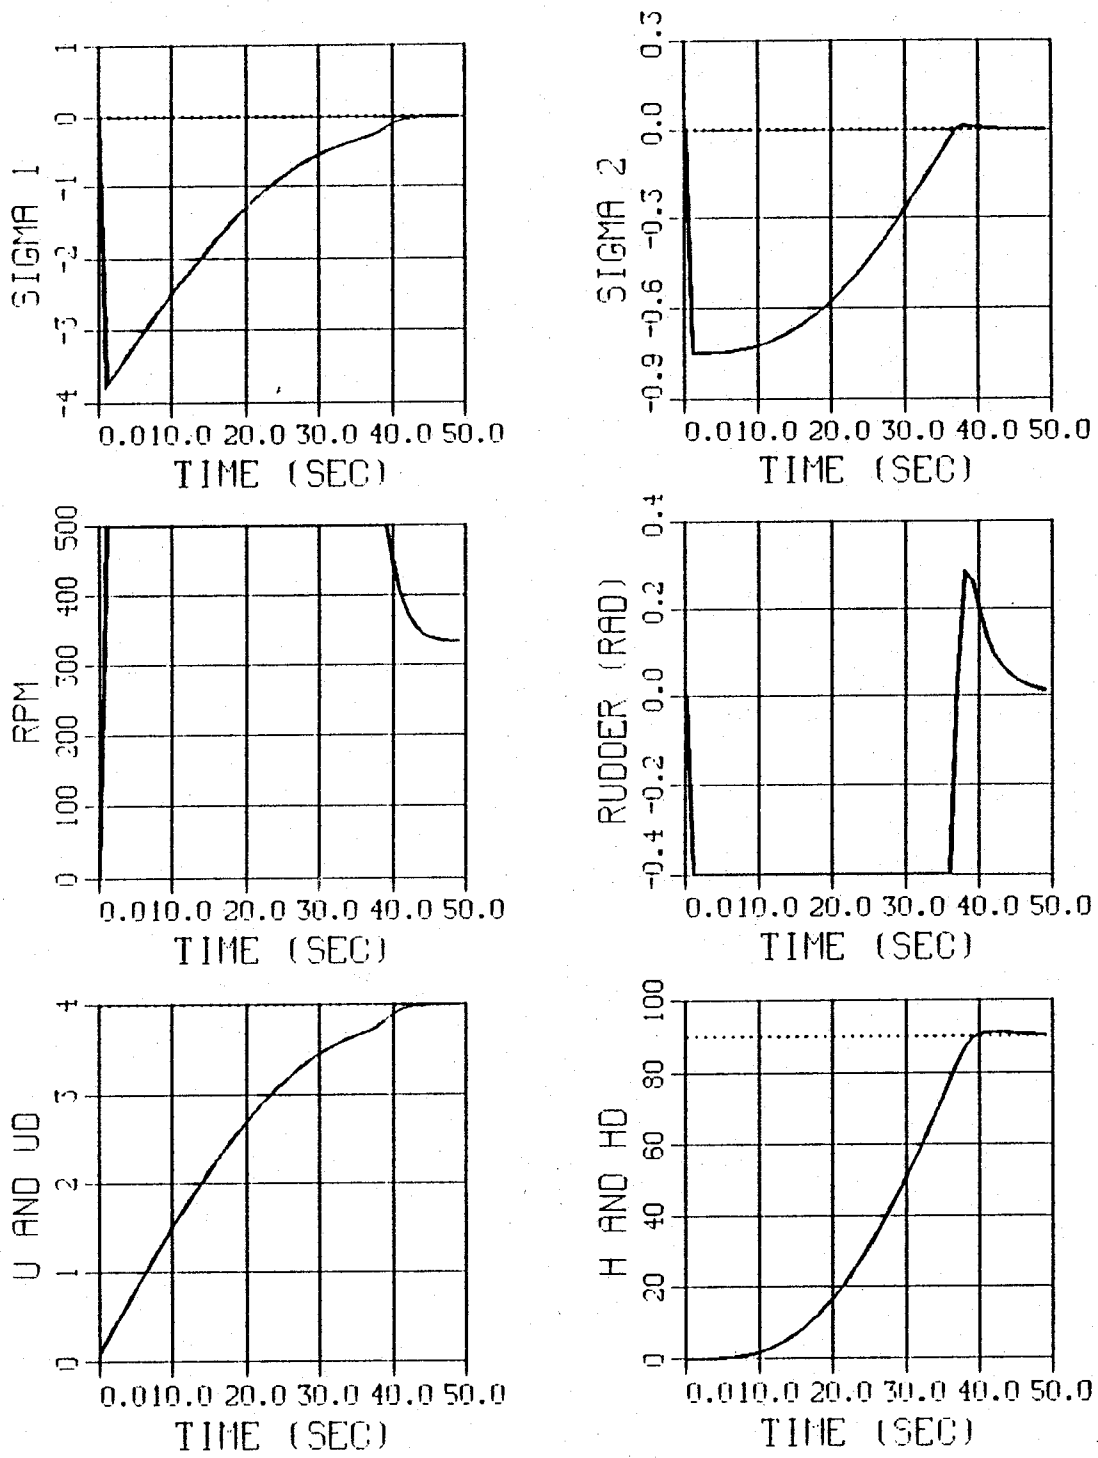 1
0
-1
-2
-3
-4
SIGMA 1
0.0 10.0 20.0 30.0 40.0 50.0
TIME (SEC)
0.3
0.0
-0.3
-0.6
-0.9
SIGMA 2
0.0 10.0 20.0 30.0 40.0 50.0
TIME (SEC)
500
400
300
200
100
0
RPM
0.0 10.0 20.0 30.0 40.0 50.0
TIME (SEC)
0.4
0.2
0.0
-0.2
-0.4
RUDDER (RAD)
0.0 10.0 20.0 30.0 40.0 50.0
TIME (SEC)
4
3
2
1
0
U AND UD
0.0 10.0 20.0 30.0 40.0 50.0
TIME (SEC)
100
80
60
40
20
0
H AND HD
0.0 10.0 20.0 30.0 40.0 50.0
TIME (SEC)